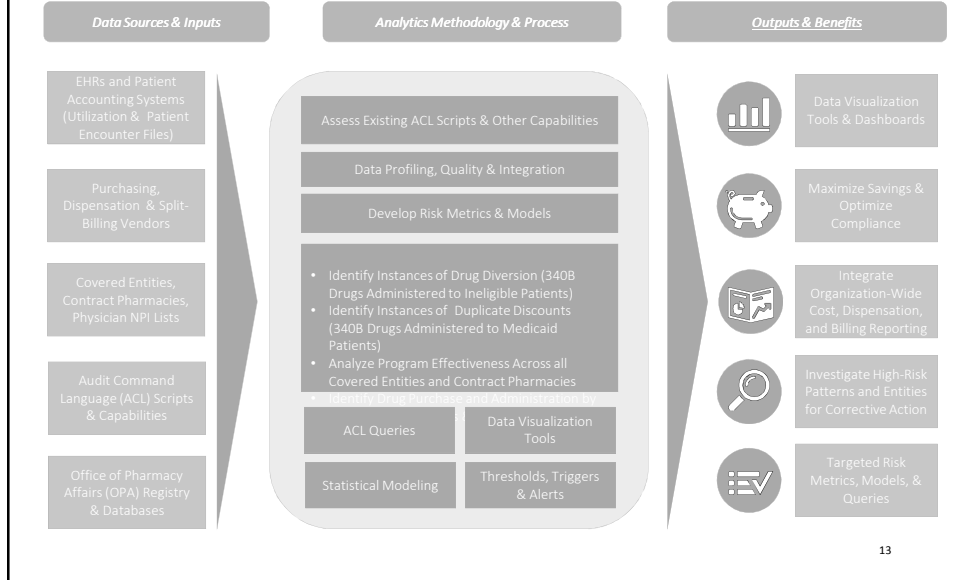 Data Sources & Inputs
Analytics Methodology & Process
Outputs & Benefits
EHRs and Patient
Accounting Systems
(Utilization & Patient
Encounter Files)
Purchasing,
Dispensation & Split-
Billing Vendors
Covered Entities,
Contract Pharmacies,
Physician NPI Lists
Audit Command
Language (ACL) Scripts
& Capabilities
Office of Pharmacy
Affairs (OPA) Registry
& Databases
Assess Existing ACL Scripts & Other Capabilities
Data Profiling, Quality & Integration
Develop Risk Metrics & Models
• Identify Instances of Drug Diversion (340B
Drugs Administered to Ineligible Patients)
• Identify Instances of Duplicate Discounts
(340B Drugs Administered to Medicaid
Patients)
• Analyze Program Effectiveness Across all
Covered Entities and Contract Pharmacies
• Identify Drug Purchase and Administration by
ACL Queries
Data Visualization
Tools
Statistical Modeling
Thresholds, Triggers
& Alerts
Data Visualization
Tools & Dashboards
Maximize Savings &
Optimize
Compliance
Integrate
Organization-Wide
Cost, Dispensation,
and Billing Reporting
Investigate High-Risk
Patterns and Entities
for Corrective Action
Targeted Risk
Metrics, Models, &
Queries
13